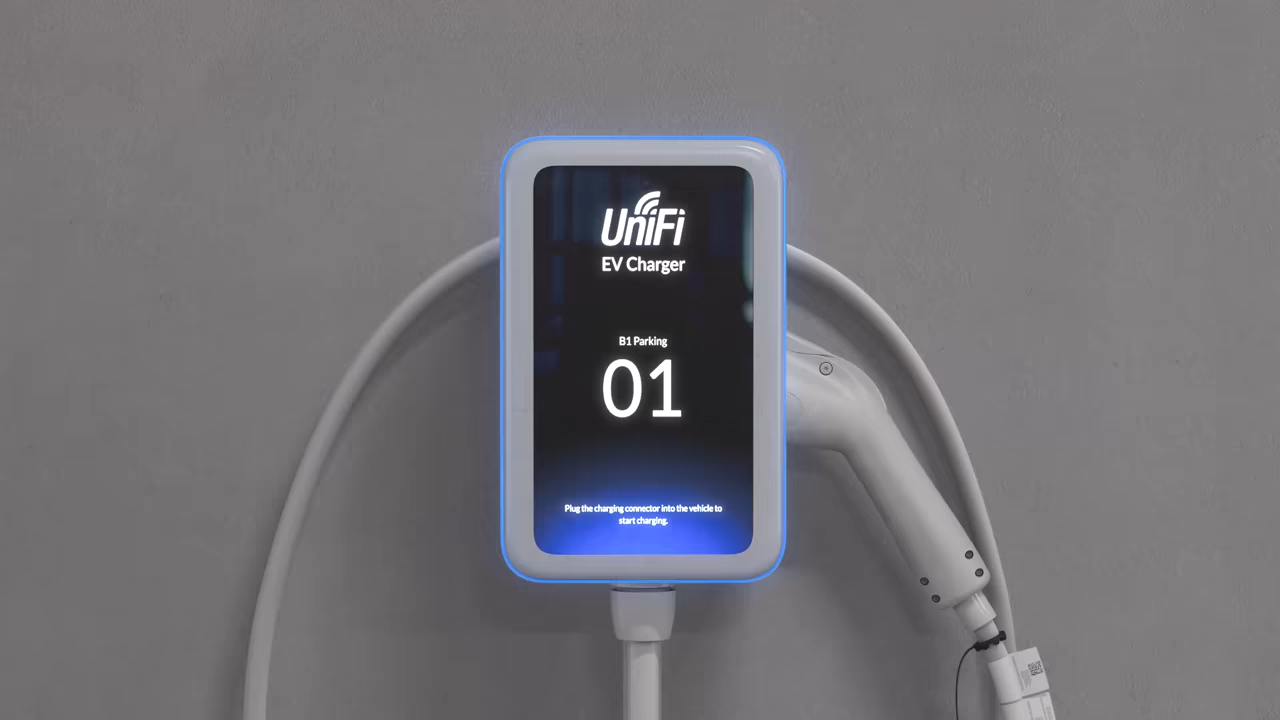 UniFi
EV Charger
B1 Parking
01
Plug the charging connector into the vehicle to
start charging.